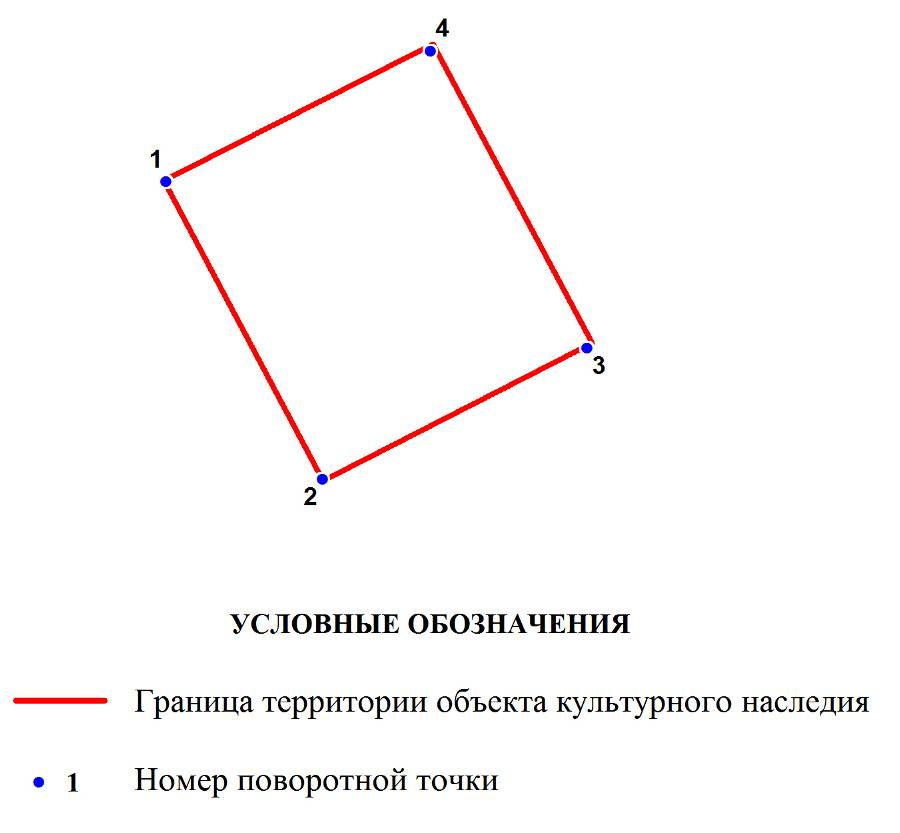 4
1
3
2
УСЛОВНЫЕ ОБОЗНАЧЕНИЯ
Граница территории объекта культурного наследия
1 Номер поворотной точки